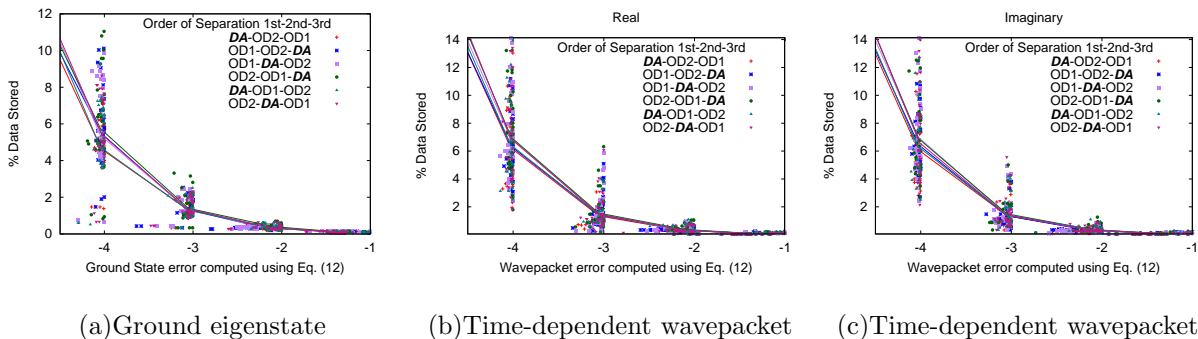 Real
Imaginary
12
10
8
6
4
2
0
% Data Stored
Order of Separation 1st-2nd-3rd
DA-OD2-OD1
OD1-OD2-DA
OD1-DA-OD2
OD2-OD1-DA
DA-OD1-OD2
OD2-DA-OD1
-4 -3 -2 -1
Ground State error computed using Eq. (12)
14
12
10
8
6
4
2
% Data Stored
Order of Separation 1st-2nd-3rd
DA-OD2-OD1
OD1-OD2-DA
OD1-DA-OD2
OD2-OD1-DA
DA-OD1-OD2
OD2-DA-OD1
-4 -3 -2 -1
Wavepacket error computed using Eq. (12)
14
12
10
8
6
4
2
% Data Stored
Order of Separation 1st-2nd-3rd
DA-OD2-OD1
OD1-OD2-DA
OD1-DA-OD2
OD2-OD1-DA
DA-OD1-OD2
OD2-DA-OD1
-4 -3 -2 -1
Wavepacket error computed using Eq. (12)
(a)Ground eigenstate
(b)Time-dependent wavepacket
(c)Time-dependent wavepacket